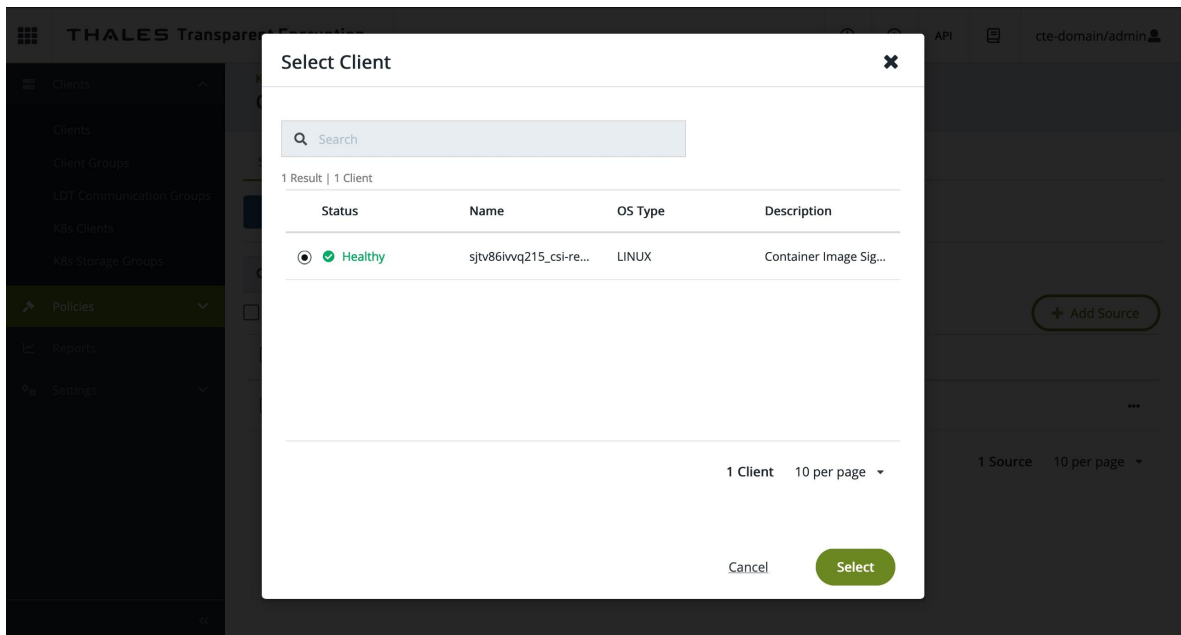 THALES Transparent Encryption
API
cte-domain/admin
Clients
Clients
Client Groups
LDT Communication Groups
K8s Clients
K8s Storage Groups
Policies
Reports
Settings
Select Client
Search
1 Result | 1 Client
Status Name OS Type Description
Healthy sjtv86ivvq215_csi-re... LINUX Container Image Sig...
1 Client 10 per page
Cancel Select
+ Add Source
1 Source 10 per page